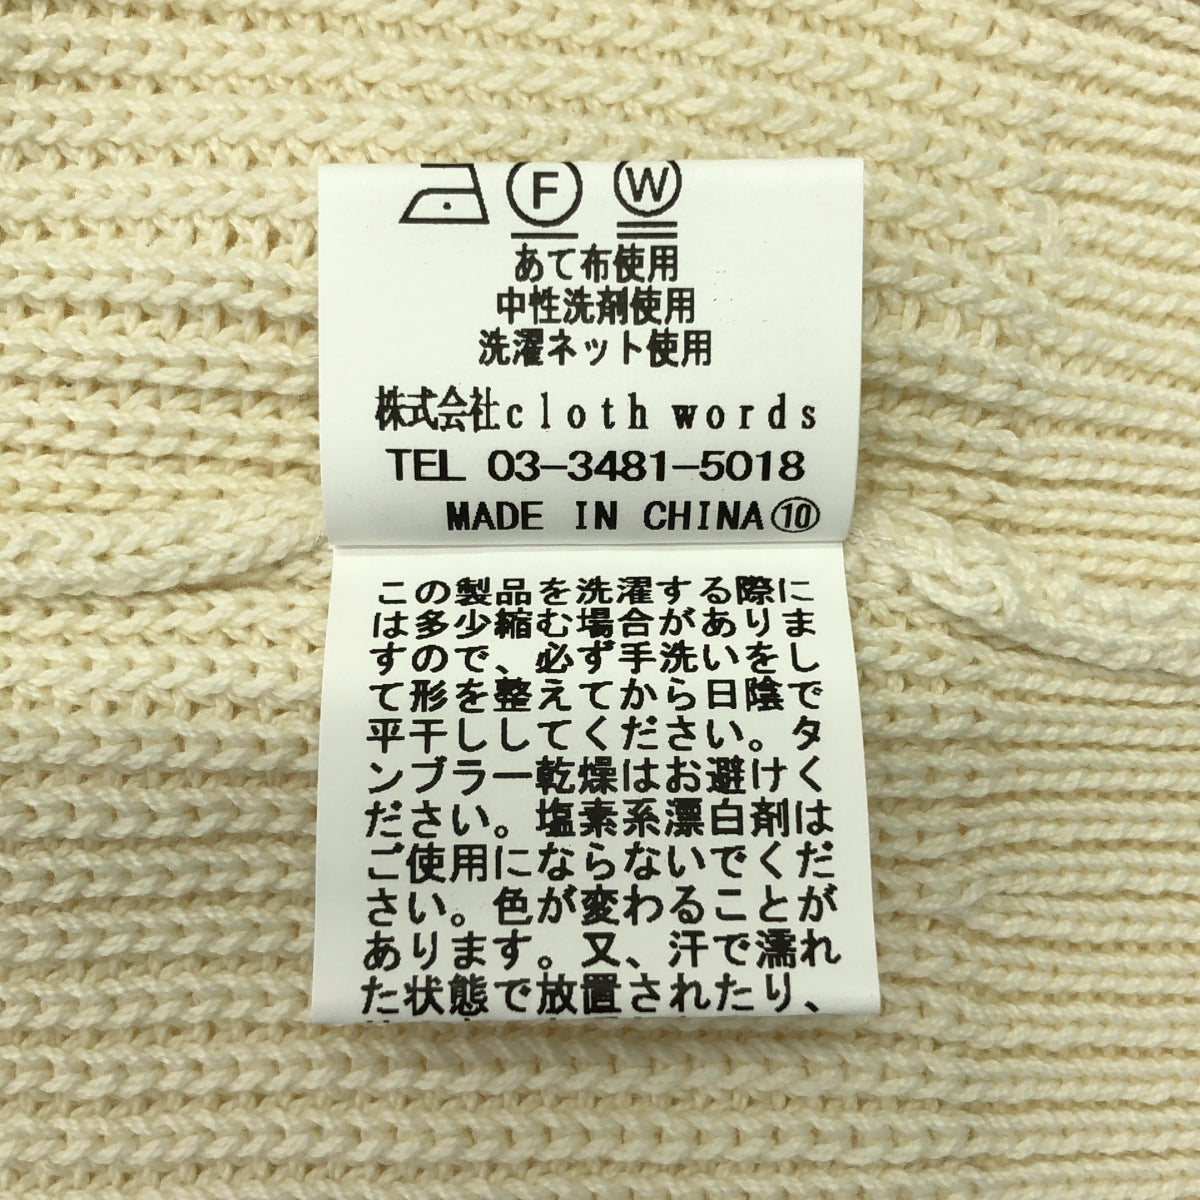 F W
あて布使用
中性洗剤使用
洗濯ネット使用
株式会社cloth words
TEL 03-3481-5018
MADE IN CHINA⑩
この製品を洗濯する際に
は多少縮む場合がありま
すので、必ず手洗いをし
て形を整えてから日陰で
平干ししてください。タ
ンブラー乾燥はお避けく
ださい。塩素系漂白剤は
ご使用にならないでくだ
さい。色が変わることが
あります。又、汗で濡れ
た状態で放置されたり、